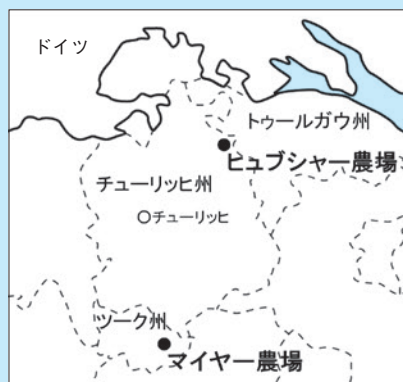 ドイツ
トゥールガウ州
ヒュブシャー農場
チューリッヒ州
チューリッヒ
ツーク州
マイヤー農場